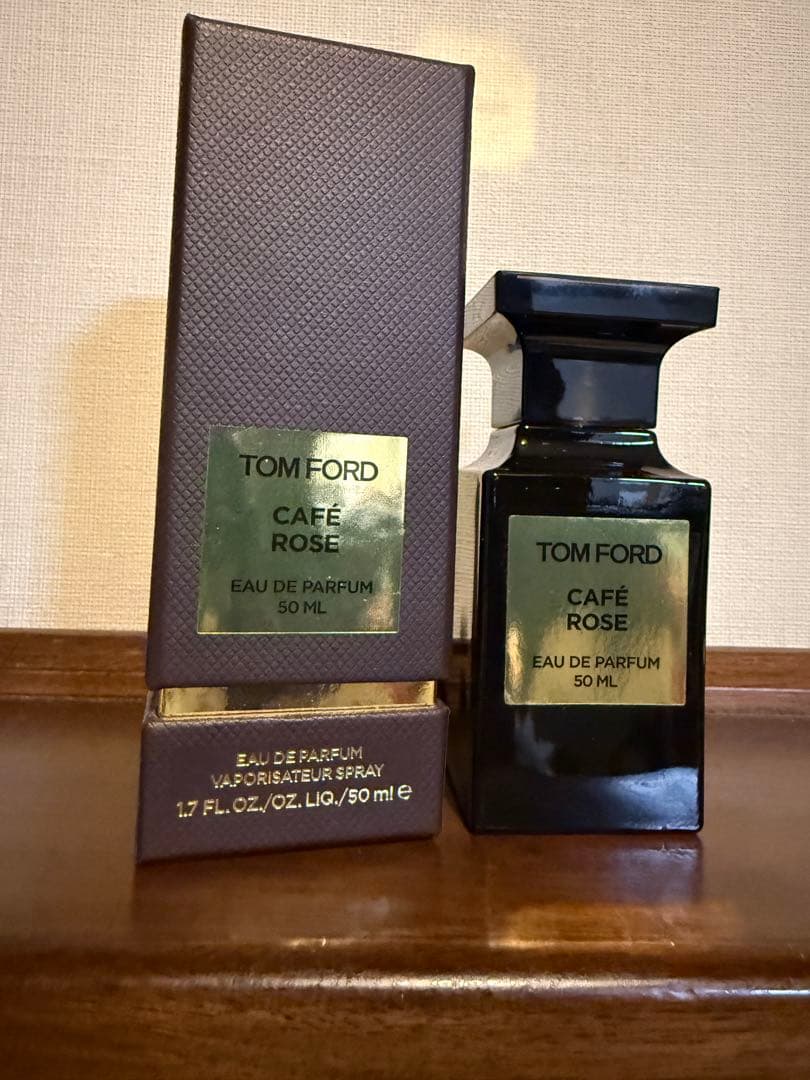 TOM FORD
CAFÉ
ROSE
EAU DE PARFUM
50 ML
EAU DE PARFUM
VAPORISATEUR SPRAY
1.7 FL.OZ./OZ. LIQ./50 ml ℮
TOM FORD
CAFÉ
ROSE
EAU DE PARFUM
50 ML